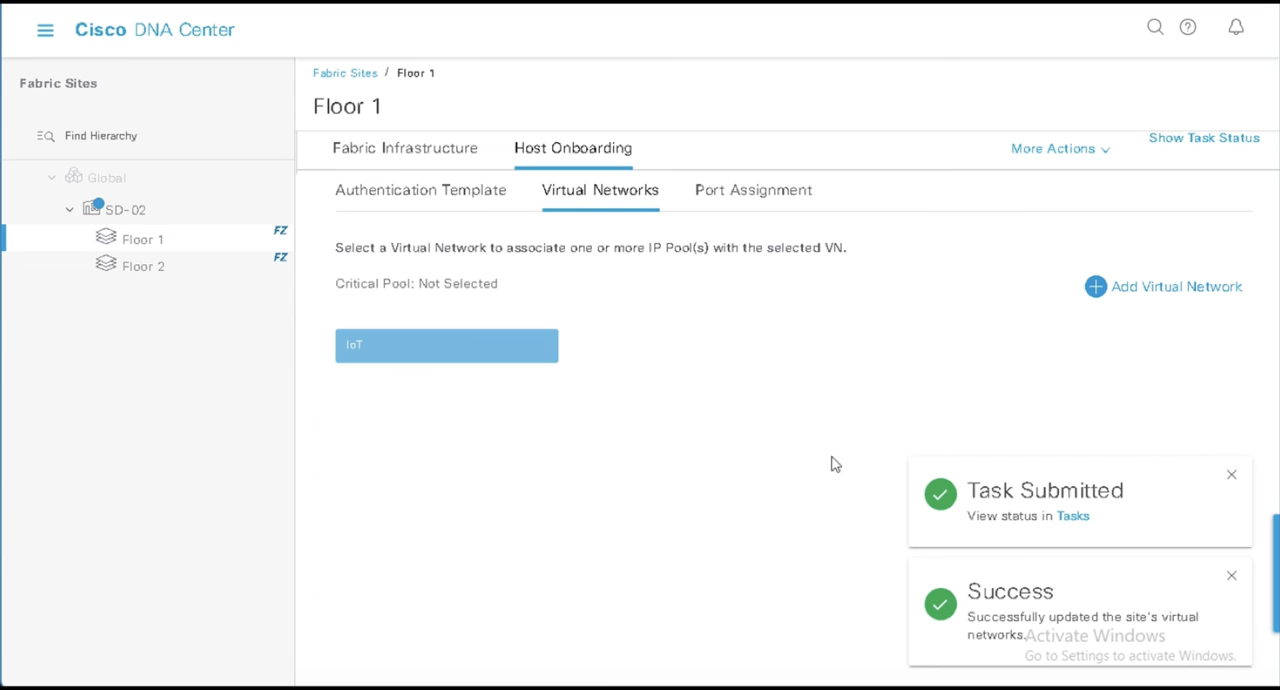 Cisco DNA Center
Fabric Sites
Find Hierarchy
Global
SD-02
Floor 1
FZ
Floor 2
FZ
Fabric Sites / Floor 1
Floor 1
Fabric Infrastructure
Host Onboarding
More Actions
Show Task Status
Authentication Template
Virtual Networks
Port Assignment
Select a Virtual Network to associate one or more IP Pool(s) with the selected VN.
Critical Pool: Not Selected
Add Virtual Network
IoT
Task Submitted
View status in Tasks
Success
Successfully updated the site's virtual
networks.
Activate Windows
Go to Settings to activate Windows.